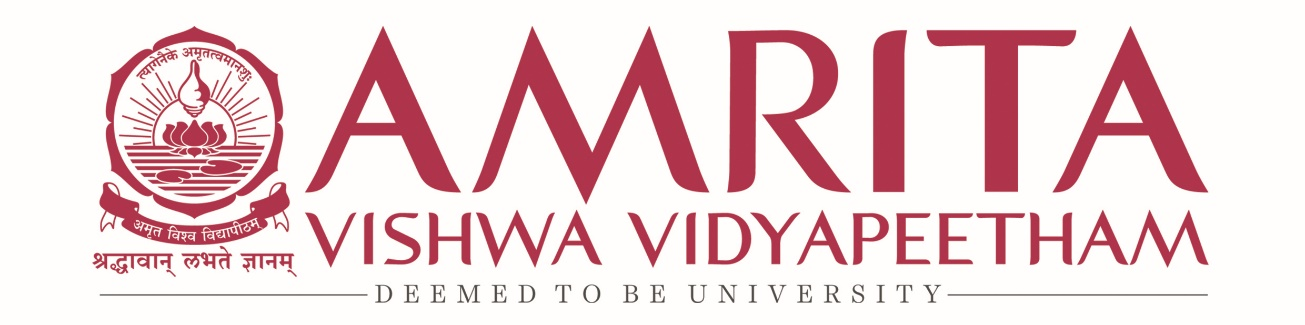 त्यागेनैके अमृतत्वमानशुः
अमृत विश्व विद्यापीठम्
श्रद्धावान् लभते ज्ञानम्
AMRITA
VISHWA VIDYAPEETHAM
DEEMED TO BE UNIVERSITY